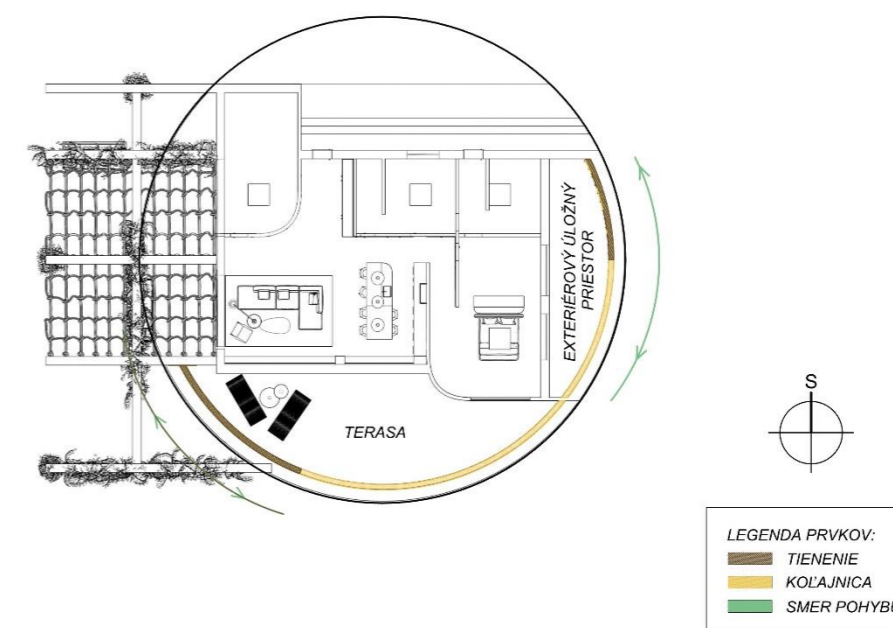 EXTERIÉROVÝ ÚLOŽNÝ
PRIESTOR
TERASA
S
LEGENDA PRVKOV:
TIENENIE
KOĽAJNICA
SMER POHYBU